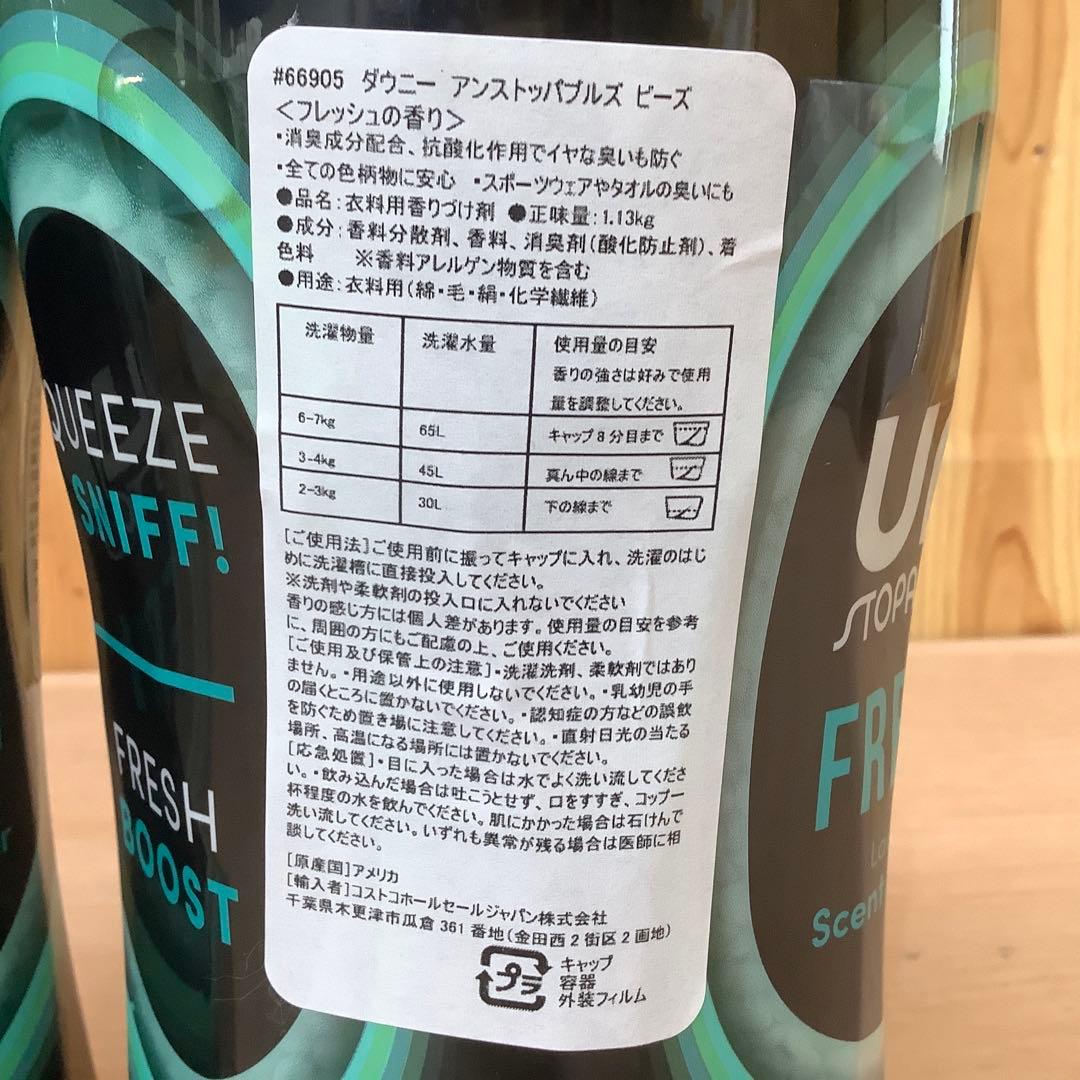 #66905 ダウニー アンストッパブルズ ビーズ
＜フレッシュの香り＞
・消臭成分配合、抗酸化作用でイヤな臭いも防ぐ
・全ての色柄物に安心 ・スポーツウェアやタオルの臭いにも
●品名：衣料用香りづけ剤 ●正味量：1.13kg
●成分：香料分散剤、香料、消臭剤（酸化防止剤）、着
色料 ※香料アレルゲン物質を含む
●用途：衣料用（綿・毛・絹・化学繊維）
洗濯物量 洗濯水量 使用量の目安
香りの強さは好みで使用
量を調整してください。
6-7kg 65L キャップ8分目まで
3-4kg 45L 真ん中の線まで
2-3kg 30L 下の線まで
[ご使用法]ご使用前に振ってキャップに入れ、洗濯のはじ
めに洗濯槽に直接投入してください。
※洗剤や柔軟剤の投入口に入れないでください
香りの感じ方には個人差があります。使用量の目安を参考
に、周囲の方にもご配慮の上、ご使用ください。
[ご使用及び保管上の注意]・洗濯洗剤、柔軟剤ではあり
ません。・用途以外に使用しないでください。・乳幼児の手
の届くところに置かないでください。・認知症の方などの誤飲
を防ぐため置き場に注意してください。・直射日光の当たる
場所、高温になる場所には置かないでください。
[応急処置]・目に入った場合は水でよく洗い流してくださ
い。・飲み込んだ場合は吐こうとせず、口をすすぎ、コップ一
杯程度の水を飲んでください。肌にかかった場合は石けんで
洗い流してください。いずれも異常が残る場合は医師に相
談してください。
[原産国]アメリカ
[輸入者]コストコホールセールジャパン株式会社
千葉県木更津市瓜倉 361 番地（金田西2街区2画地）
プラ
キャップ
容器
外装フィルム
QUEEZE
SNIFF!
FRESH
BOOST
U
STOPA
FRE
Scent